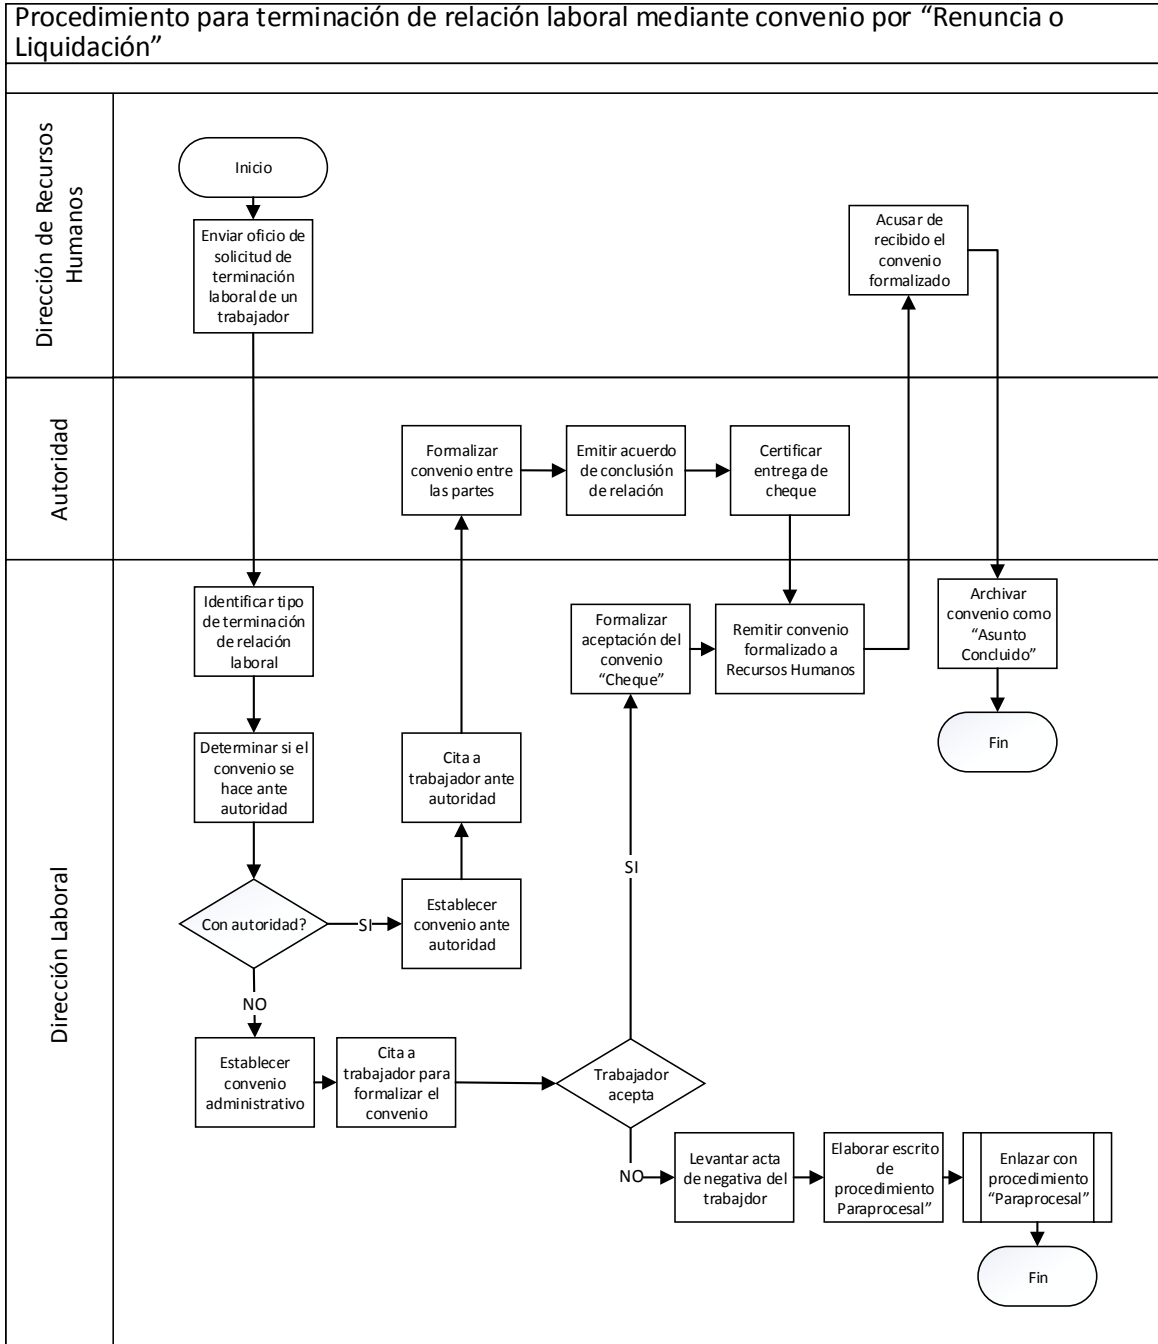 Procedimiento para terminación de relación laboral mediante convenio por “Renuncia o
Liquidación”
Dirección de Recursos
Humanos
Inicio
Enviar oficio de
solicitud de
terminación
laboral de un
trabajador
Acusar de
recibido el
convenio
formalizado
Autoridad
Formalizar
convenio entre
las partes
Emitir acuerdo
de conclusión
de relación
Certificar
entrega de
cheque
Dirección Laboral
Identificar tipo
de terminación
de relación
laboral
Formalizar
aceptación del
convenio
“Cheque”
Remitir convenio
formalizado a
Recursos Humanos
Archivar
convenio como
“Asunto
Concluido”
Fin
Determinar si el
convenio se
hace ante
autoridad
Cita a
trabajador ante
autoridad
Con autoridad?
SI
Establecer
convenio ante
autoridad
SI
NO
Establecer
convenio
administrativo
Cita a
trabajador para
formalizar el
convenio
Trabajador
acepta
NO
Levantar acta
de negativa del
trabajdor
Elaborar escrito
de
procedimiento
Paraprocesal”
Enlazar con
procedimiento
“Paraprocesal”
Fin